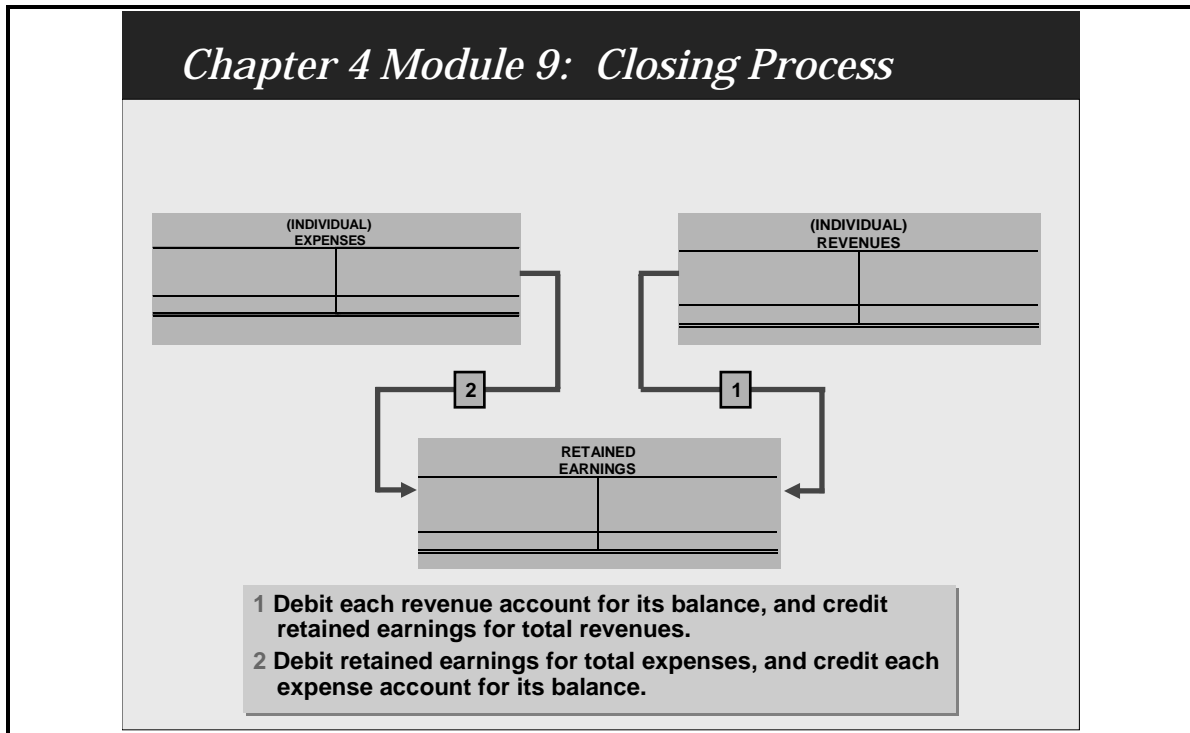 Chapter 4 Module 9: Closing Process
(INDIVIDUAL)
EXPENSES
(INDIVIDUAL)
REVENUES
2
1
RETAINED
EARNINGS
1 Debit each revenue account for its balance, and credit
retained earnings for total revenues.
2 Debit retained earnings for total expenses, and credit each
expense account for its balance.